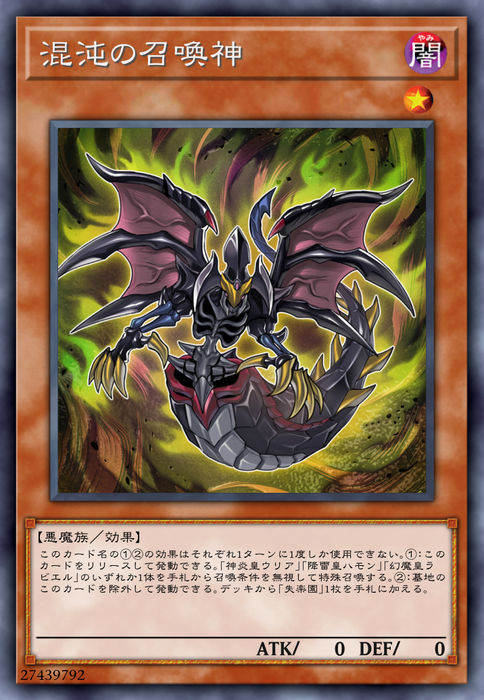 混沌の召喚神
やみ
闇
【悪魔族／効果】
このカード名の①②の効果はそれぞれ1ターンに1度しか使用できない。①：この
カードをリリースして発動できる。「神炎皇ウリア」「降雷皇ハモン」「幻魔皇ラ
ビエル」のいずれか1体を手札から召喚条件を無視して特殊召喚する。②：墓地の
このカードを除外して発動できる。デッキから「失楽園」1枚を手札に加える。
ATK/ 0 DEF/ 0
27439792